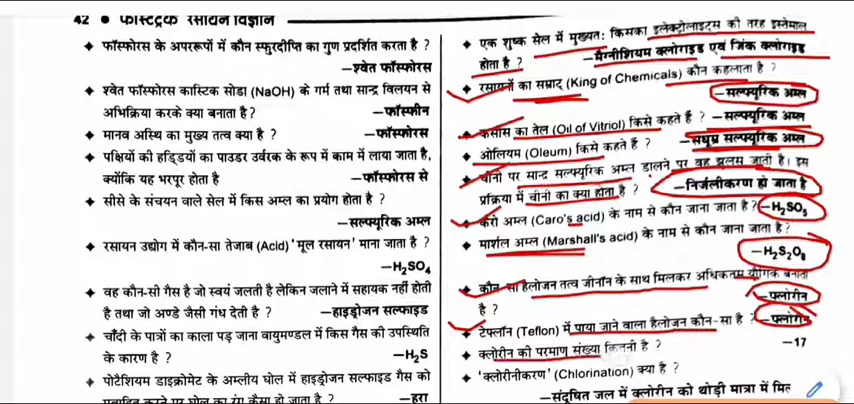 42 ● फास्टट्रैक रसायन विज्ञान
✦ फॉस्फोरस के अपररूपों में कौन स्फुरदीप्ति का गुण प्रदर्शित करता है ?
–श्वेत फॉस्फोरस
✦ श्वेत फॉस्फोरस कास्टिक सोडा (NaOH) के गर्म तथा सान्द्र विलयन से
अभिक्रिया करके क्या बनाता है? –फॉस्फीन
✦ मानव अस्थि का मुख्य तत्व क्या है ? –फॉस्फोरस
✦ पक्षियों की हड्डियों का पाउडर उर्वरक के रूप में काम में लाया जाता है,
क्योंकि यह भरपूर होता है –फॉस्फोरस से
✦ सीसे के संचयन वाले सेल में किस अम्ल का प्रयोग होता है ?
–सल्फ्यूरिक अम्ल
✦ रसायन उद्योग में कौन-सा तेजाब (Acid) 'मूल रसायन' माना जाता है ?
–H₂SO₄
✦ वह कौन-सी गैस है जो स्वयं जलती है लेकिन जलाने में सहायक नहीं होती
है तथा जो अण्डे जैसी गंध देती है ? –हाइड्रोजन सल्फाइड
✦ चाँदी के पात्रों का काला पड़ जाना वायुमण्डल में किस गैस की उपस्थिति
के कारण है ? –H₂S
✦ पोटैशियम डाइक्रोमेट के अम्लीय घोल में हाइड्रोजन सल्फाइड गैस को
प्रवाहित करने पर घोल का रंग कैसा हो जाता है ? –हरा
✦ एक शुष्क सेल में मुख्यतः किसका इलेक्ट्रोलाइट्स की तरह इस्तेमाल
होता है ? –मैग्नीशियम क्लोराइड एवं जिंक क्लोराइड
✦ रसायनों का सम्राट (King of Chemicals) कौन कहलाता है ?
–सल्फ्यूरिक अम्ल
✦ कसीस का तेल (Oil of Vitriol) किसे कहते हैं ? –सल्फ्यूरिक अम्ल
✦ ओलियम (Oleum) किसे कहते हैं ? –सधूम्र सल्फ्यूरिक अम्ल
✦ चीनी पर सान्द्र सल्फ्यूरिक अम्ल डालने पर वह झुलस जाती है। इस
प्रक्रिया में चीनी का क्या होता है ? –निर्जलीकरण हो जाता है
✦ कैरो अम्ल (Caro's acid) के नाम से कौन जाना जाता है? –H₂SO₅
✦ मार्शल अम्ल (Marshall's acid) के नाम से कौन जाना जाता है ?
–H₂S₂O₈
✦ कौन-सा हैलोजन तत्व जीनॉन के साथ मिलकर अधिकतम यौगिक बनाता
है ? –फ्लोरीन
✦ टेफ्लॉन (Teflon) में पाया जाने वाला हैलोजन कौन-सा है ? –फ्लोरीन
✦ क्लोरीन की परमाणु संख्या कितनी है ? –17
✦ 'क्लोरीनीकरण' (Chlorination) क्या है ?
–संदूषित जल में क्लोरीन की थोड़ी मात्रा में